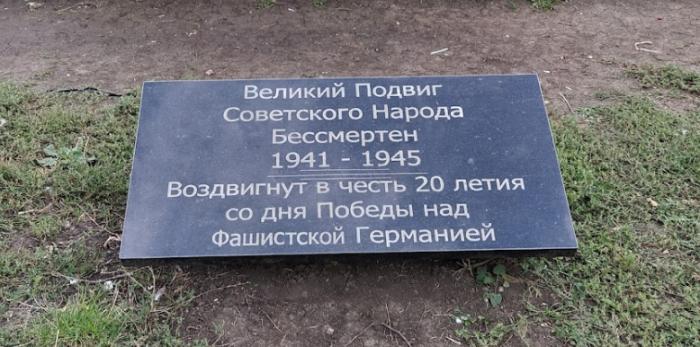 Великий Подвиг
Советского Народа
Бессмертен
1941 - 1945
Воздвигнут в честь 20 летия
со дня Победы над
Фашистской Германией